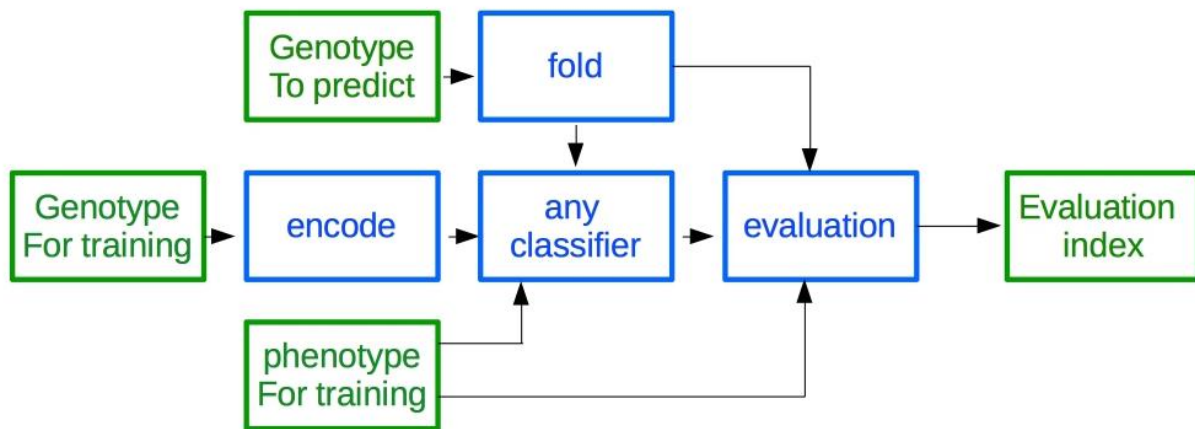 Genotype
To predict
fold
Genotype
For training
encode
any
classifier
evaluation
Evaluation
index
phenotype
For training